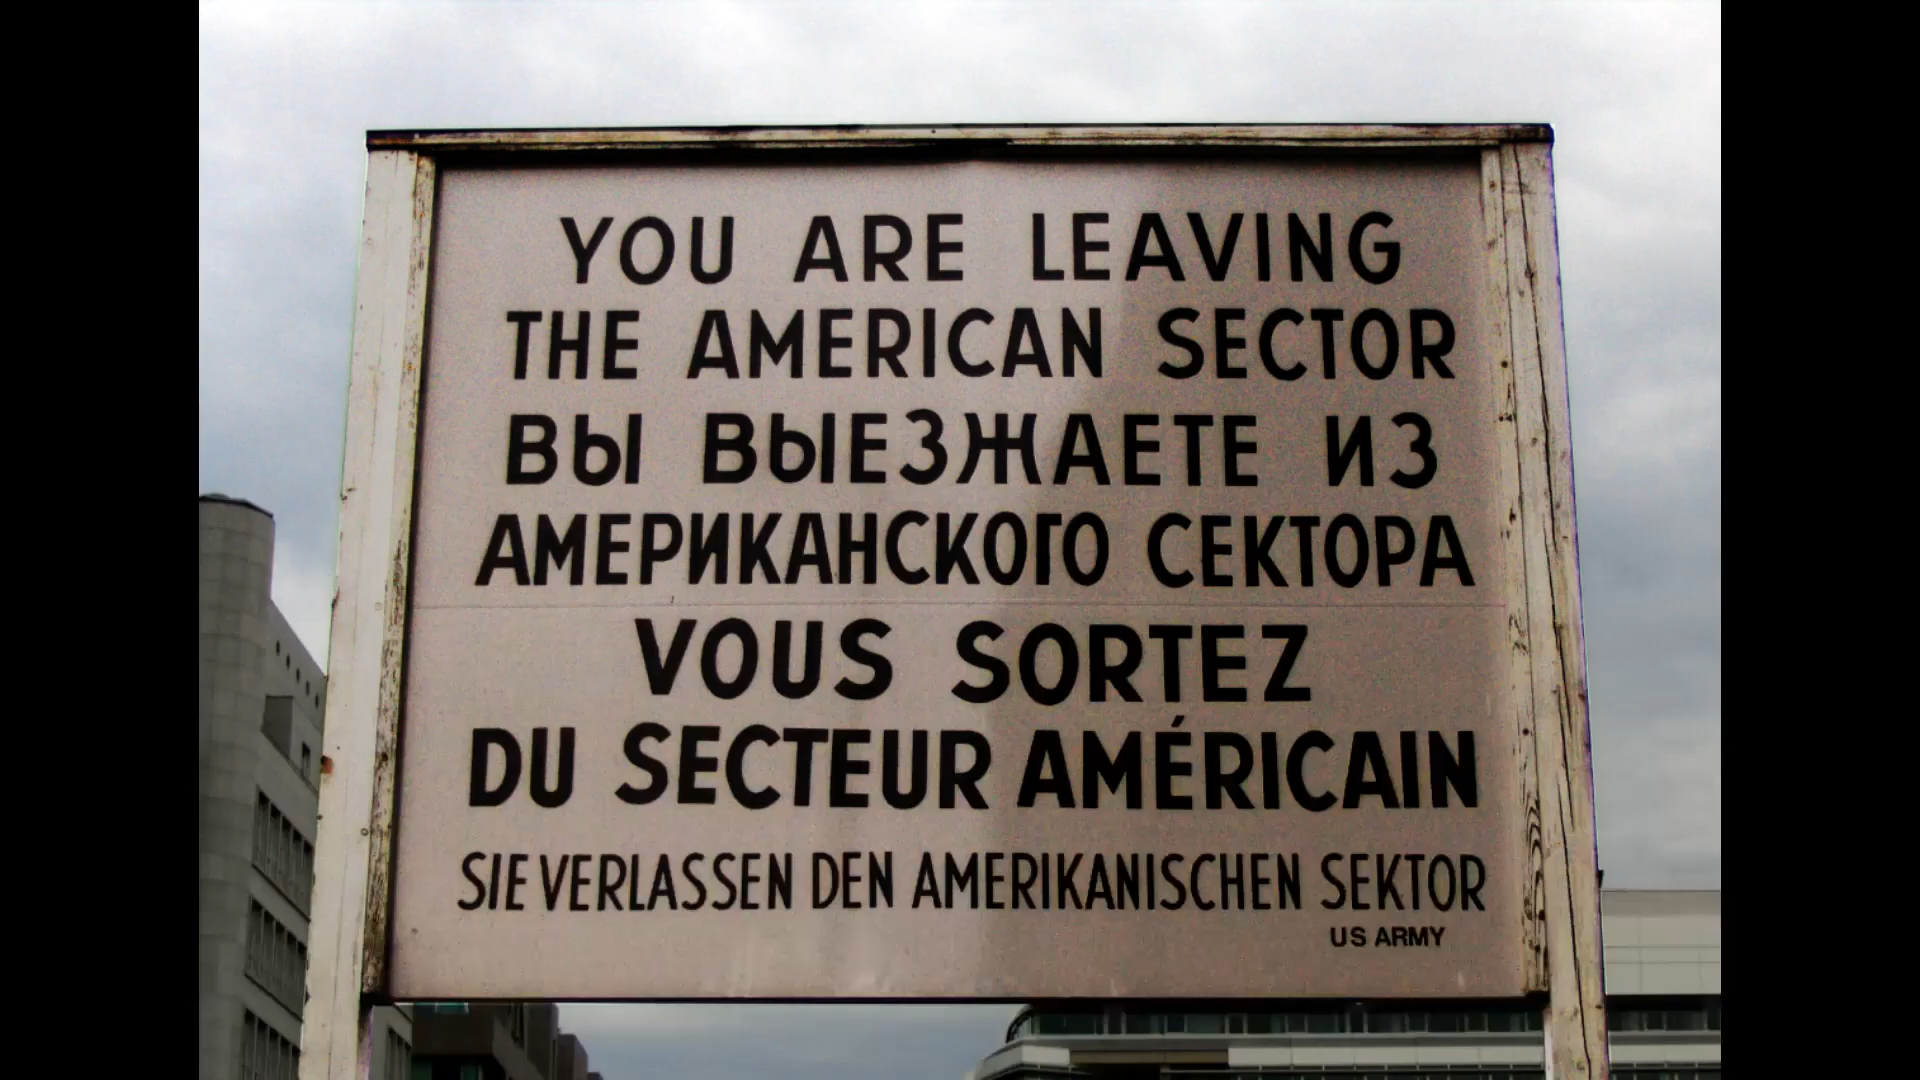 YOU ARE LEAVING
THE AMERICAN SECTOR
ВЫ ВЫЕЗЖАЕТЕ ИЗ
АМЕРИКАНСКОГО СЕКТОРА
VOUS SORTEZ
DU SECTEUR AMÉRICAIN
SIE VERLASSEN DEN AMERIKANISCHEN SEKTOR
US ARMY